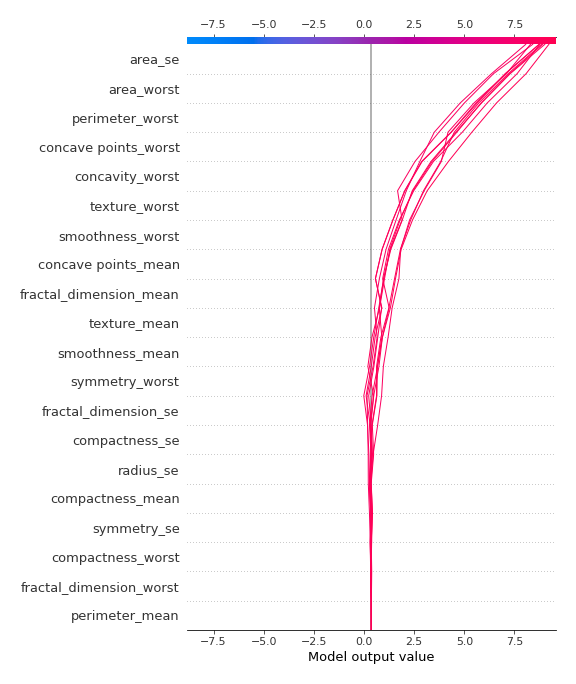 −7.5 −5.0 −2.5 0.0 2.5 5.0 7.5
area_se
area_worst
perimeter_worst
concave points_worst
concavity_worst
texture_worst
smoothness_worst
concave points_mean
fractal_dimension_mean
texture_mean
smoothness_mean
symmetry_worst
fractal_dimension_se
compactness_se
radius_se
compactness_mean
symmetry_se
compactness_worst
fractal_dimension_worst
perimeter_mean
−7.5 −5.0 −2.5 0.0 2.5 5.0 7.5
Model output value